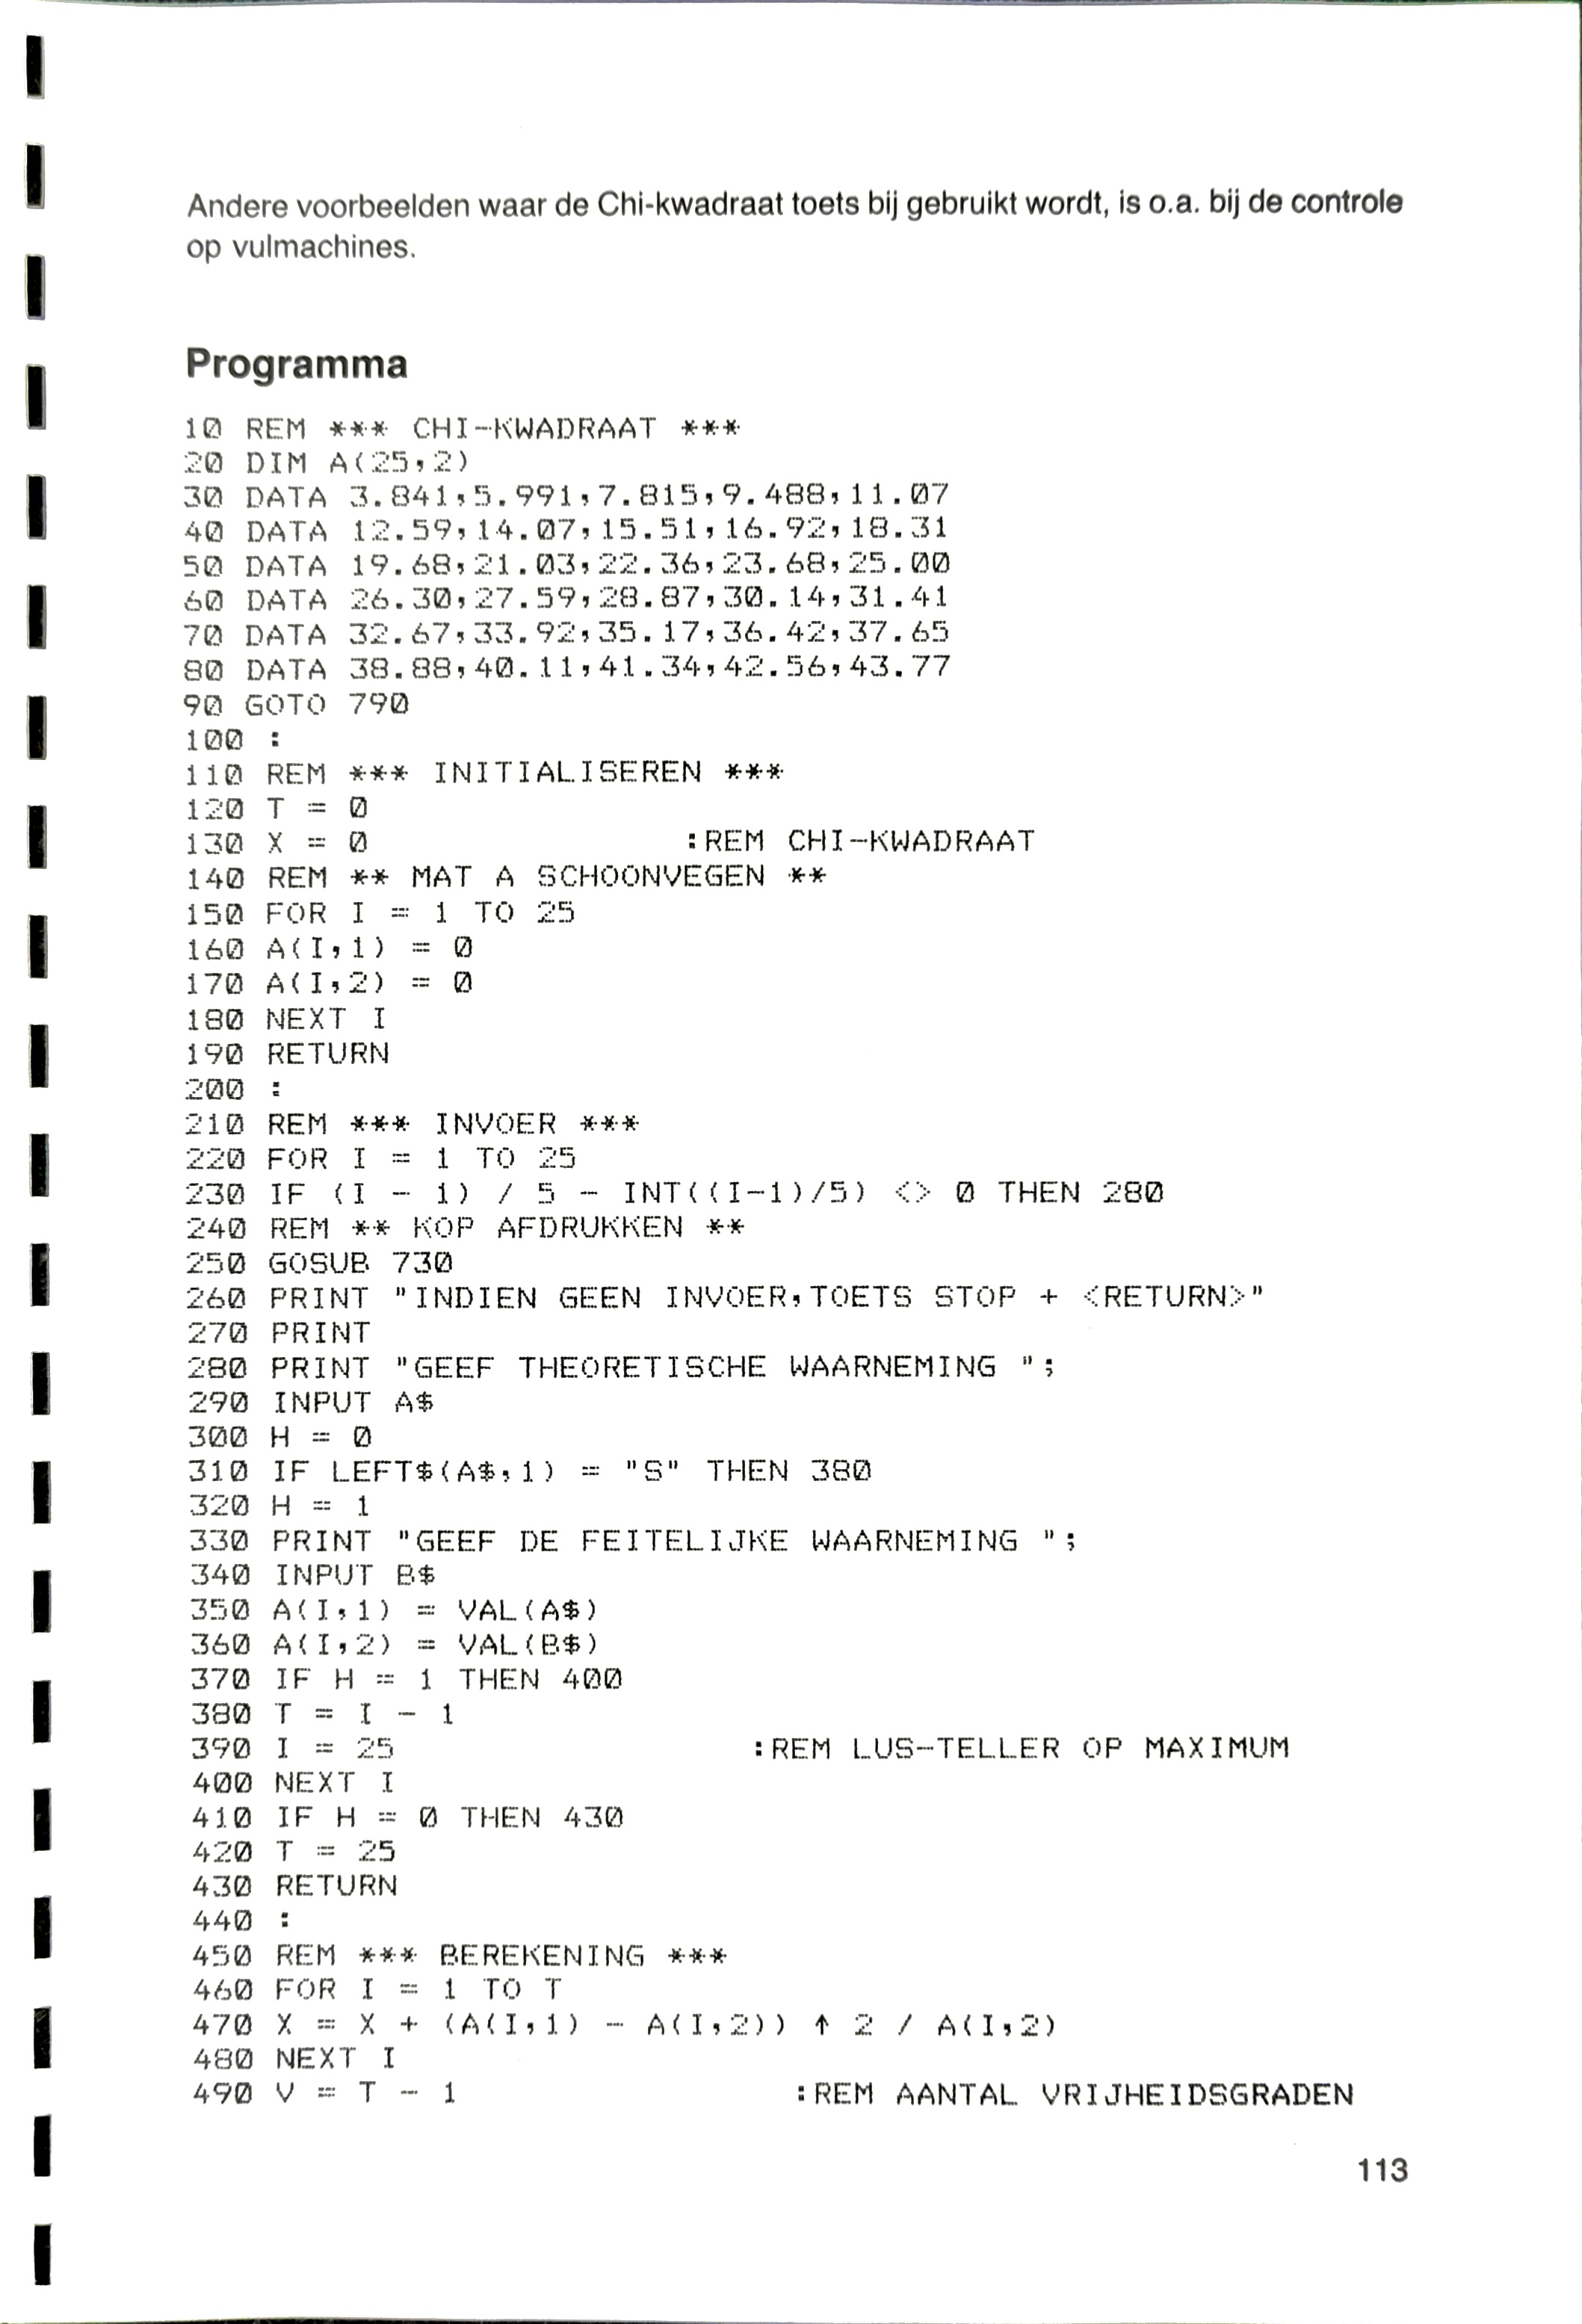 Andere voorbeelden waar de Chi-kwadraat toets bij gebruikt wordt, is o.a. bij de controle
op vulmachines.
Programma
10 REM *** CHI-KWADRAAT ***
20 DIM A(25,2)
30 DATA 3.841,5.991,7.815,9.488,11.07
40 DATA 12.59,14.07,15.51,16.92,18.31
50 DATA 19.68,21.03,22.36,23.68,25.00
60 DATA 26.30,27.59,28.87,30.14,31.41
70 DATA 32.67,33.92,35.17,36.42,37.65
80 DATA 38.88,40.11,41.34,42.56,43.77
90 GOTO 790
100 :
110 REM *** INITIALISEREN ***
120 T = 0
130 X = 0 :REM CHI-KWADRAAT
140 REM ** MAT A SCHOONVEGEN **
150 FOR I = 1 TO 25
160 A(I,1) = 0
170 A(I,2) = 0
180 NEXT I
190 RETURN
200 :
210 REM *** INVOER ***
220 FOR I = 1 TO 25
230 IF (I - 1) / 5 - INT((I-1)/5) <> 0 THEN 280
240 REM ** KOP AFDRUKKEN **
250 GOSUB 730
260 PRINT "INDIEN GEEN INVOER,TOETS STOP + <RETURN>"
270 PRINT
280 PRINT "GEEF THEORETISCHE WAARNEMING ";
290 INPUT A$
300 H = 0
310 IF LEFT$(A$,1) = "S" THEN 380
320 H = 1
330 PRINT "GEEF DE FEITELIJKE WAARNEMING ";
340 INPUT B$
350 A(I,1) = VAL(A$)
360 A(I,2) = VAL(B$)
370 IF H = 1 THEN 400
380 T = I - 1
390 I = 25 :REM LUS-TELLER OP MAXIMUM
400 NEXT I
410 IF H = 0 THEN 430
420 T = 25
430 RETURN
440 :
450 REM *** BEREKENING ***
460 FOR I = 1 TO T
470 X = X + (A(I,1) - A(I,2)) ↑ 2 / A(I,2)
480 NEXT I
490 V = T - 1 :REM AANTAL VRIJHEIDSGRADEN
113